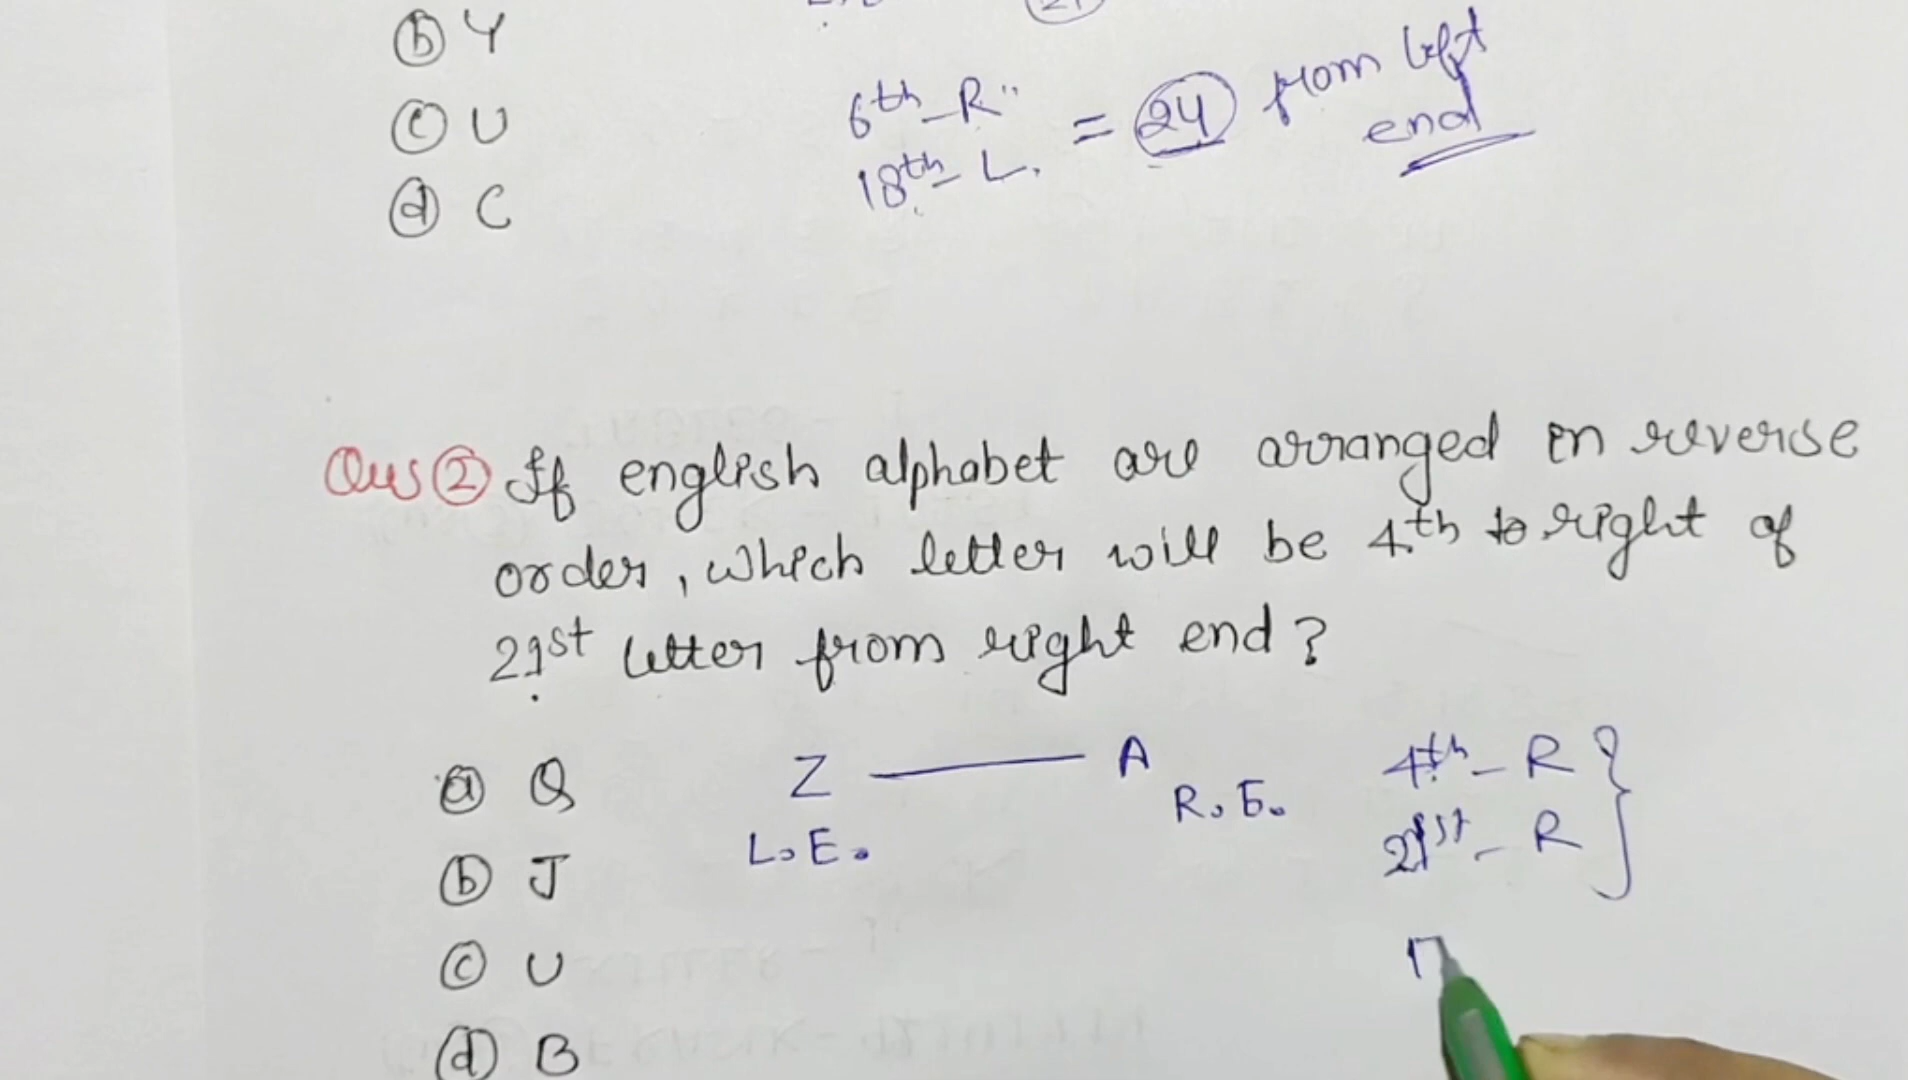 (b) Y
6th - R
= 24 from left
(c) U
end
18th - L.
(d) C
Ques 2 If english alphabet are arranged in reverse
order, which letter will be 4th to right of
21st letter from right end?
(a) Q
Z — A
4th - R
R.E.
L.E.
21st - R
(b) J
17
(c) U
(d) B